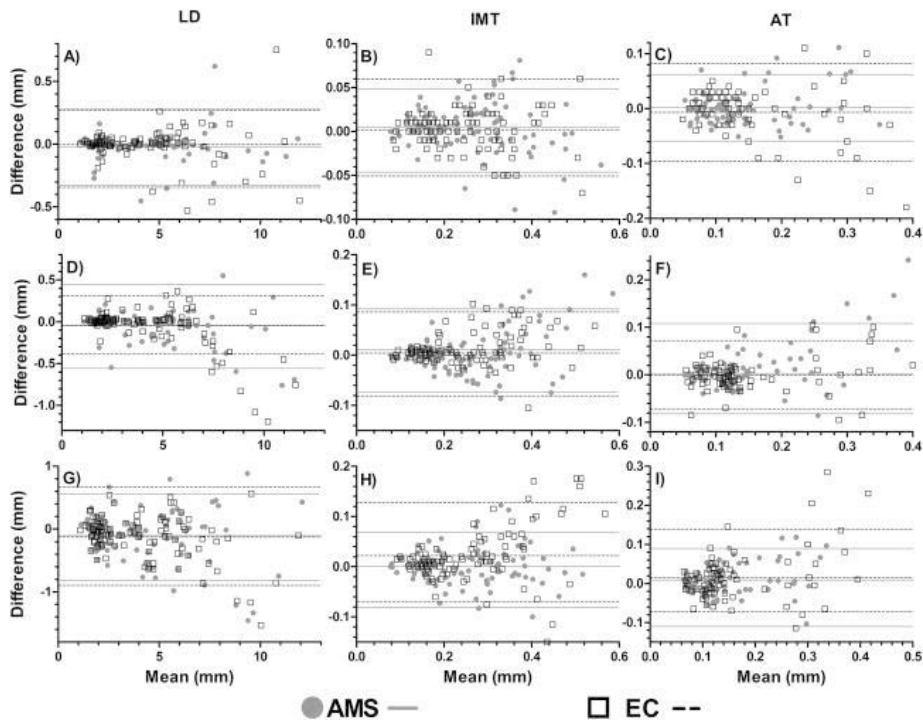 LD IMT AT
A) B) C)
Difference (mm)
0.5 0.0 -0.5
0 5 10
0.10 0.05 0.00 -0.05 -0.10
0.0 0.2 0.4 0.6
0.1 0.0 -0.1 -0.2
0.0 0.1 0.2 0.3 0.4
D) E) F)
Difference (mm)
0.5 0.0 -0.5 -1.0
0 5 10
0.2 0.1 0.0 -0.1
0.0 0.2 0.4 0.6
0.2 0.1 0.0 -0.1
0.0 0.1 0.2 0.3 0.4
G) H) I)
Difference (mm)
1 0 -1
0 5 10
0.2 0.1 0.0 -0.1
0.0 0.2 0.4 0.6
0.3 0.2 0.1 0.0 -0.1
0.0 0.1 0.2 0.3 0.4 0.5
Mean (mm) Mean (mm) Mean (mm)
AMS EC